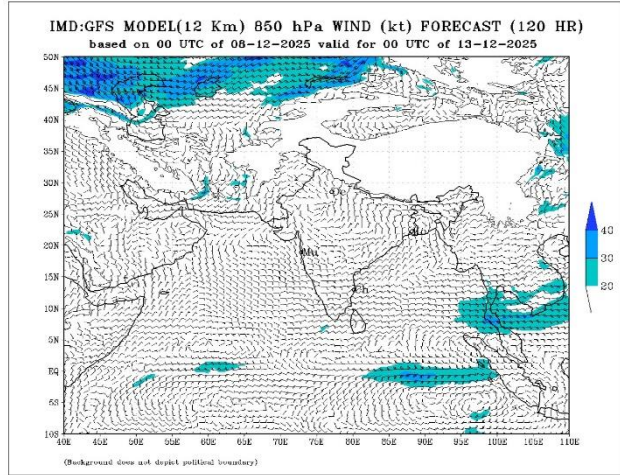 IMD:GFS MODEL(12 Km) 850 hPa WIND (kt) FORECAST (120 HR)
based on 00 UTC of 08-12-2025 valid for 00 UTC of 13-12-2025
50N
45N
40N
35N
30N
25N
20N
15N
10N
5N
EQ
5S
10S
De
Mu
Ch
40
30
20
40E 45E 50E 55E 60E 65E 70E 75E 80E 85E 90E 95E 100E 105E 110E
(Background does not depict political boundary)